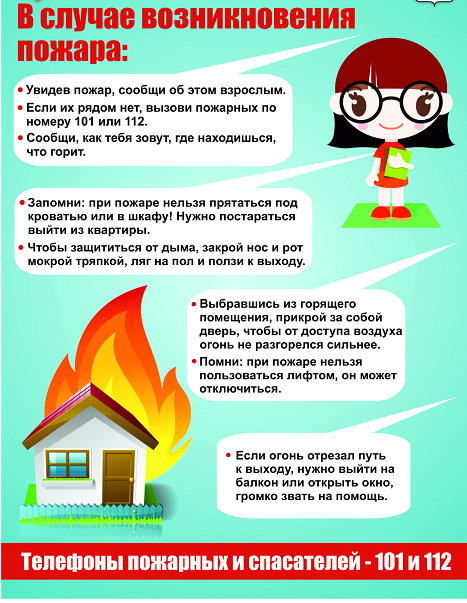 В случае возникновения
пожара:
• Увидев пожар, сообщи об этом взрослым.
• Если их рядом нет, вызови пожарных по
номеру 101 или 112.
• Сообщи, как тебя зовут, где находишься,
что горит.
• Запомни: при пожаре нельзя прятаться под
кроватью или в шкафу! Нужно постараться
выйти из квартиры.
• Чтобы защититься от дыма, закрой нос и рот
мокрой тряпкой, ляг на пол и ползи к выходу.
• Выбравшись из горящего
помещения, прикрой за собой
дверь, чтобы от доступа воздуха
огонь не разгорелся сильнее.
• Помни: при пожаре нельзя
пользоваться лифтом, он может
отключиться.
• Если огонь отрезал путь
к выходу, нужно выйти на
балкон или открыть окно,
громко звать на помощь.
Телефоны пожарных и спасателей - 101 и 112